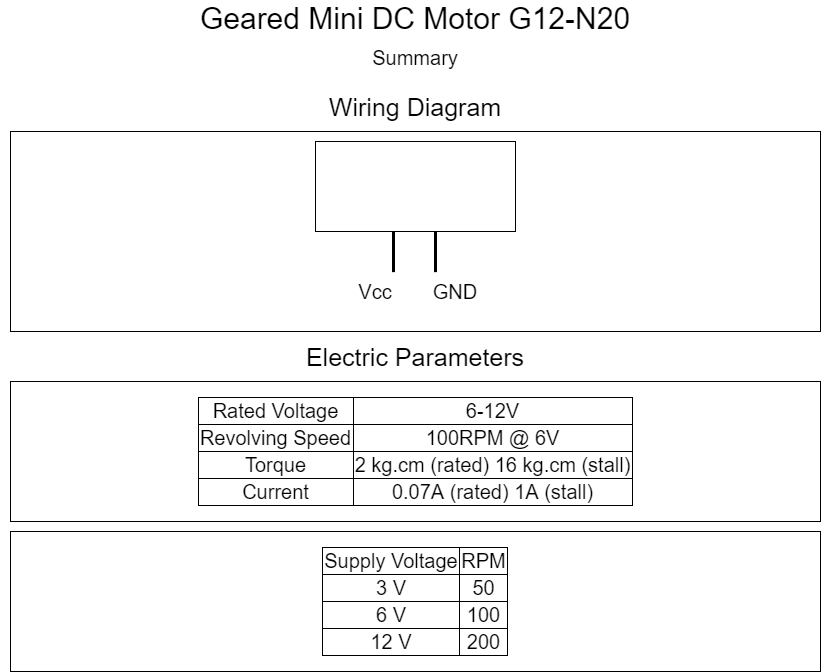 Geared Mini DC Motor G12-N20
Summary
Wiring Diagram
Vcc GND
Electric Parameters
Rated Voltage 6-12V
Revolving Speed 100RPM @ 6V
Torque 2 kg.cm (rated) 16 kg.cm (stall)
Current 0.07A (rated) 1A (stall)
Supply Voltage RPM
3 V 50
6 V 100
12 V 200